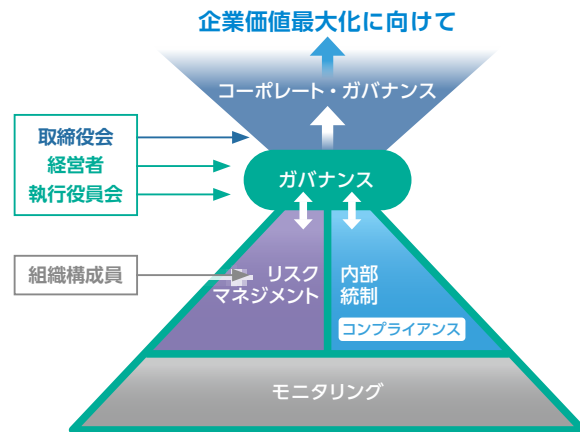 企業価値最大化に向けて
コーポレート・ガバナンス
取締役会
経営者
執行役員会
ガバナンス
組織構成員
リスク
マネジメント
内部
統制
コンプライアンス
モニタリング